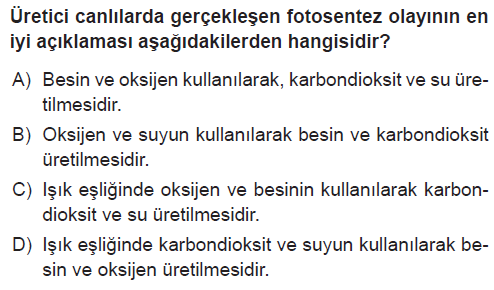 Üretici canlılarda gerçekleşen fotosentez olayının en
iyi açıklaması aşağıdakilerden hangisidir?
A) Besin ve oksijen kullanılarak, karbondioksit ve su üre-
tilmesidir.
B) Oksijen ve suyun kullanılarak besin ve karbondioksit
üretilmesidir.
C) Işık eşliğinde oksijen ve besinin kullanılarak karbon-
dioksit ve su üretilmesidir.
D) Işık eşliğinde karbondioksit ve suyun kullanılarak be-
sin ve oksijen üretilmesidir.